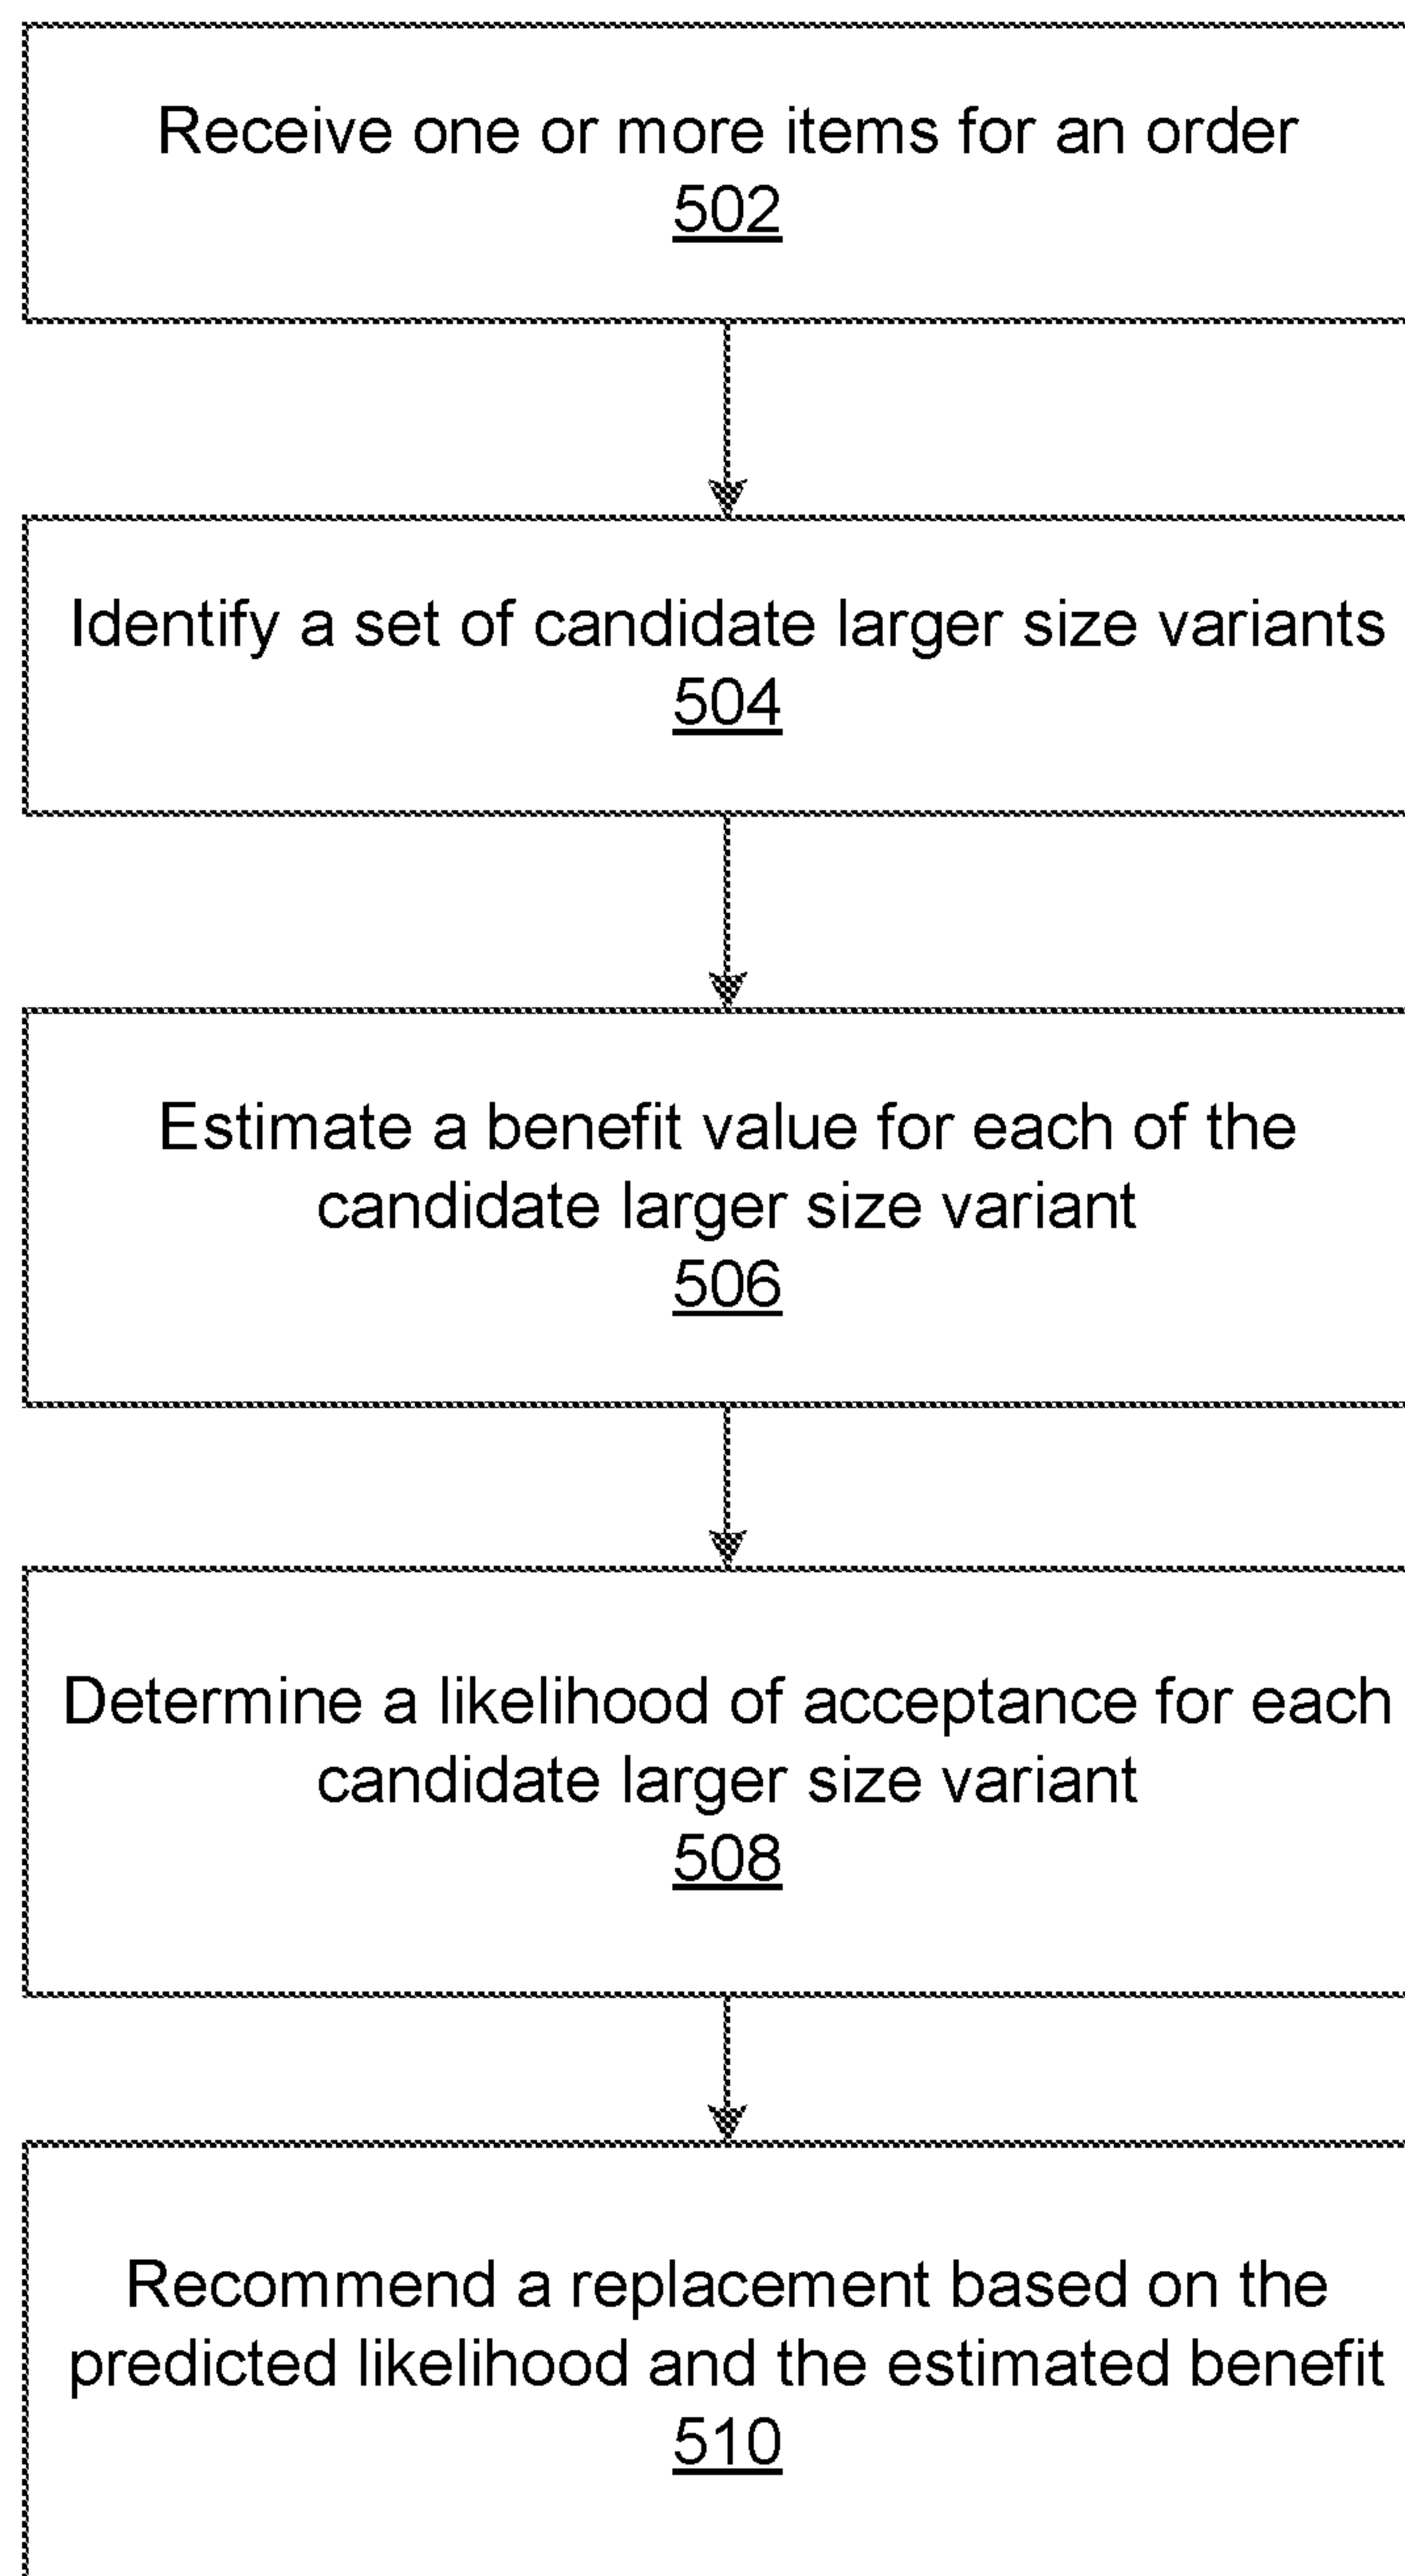 Receive one or more items for an order
502
Identify a set of candidate larger size variants
504
Estimate a benefit value for each of the
candidate larger size variant
506
Determine a likelihood of acceptance for each
candidate larger size variant
508
Recommend a replacement based on the
predicted likelihood and the estimated benefit
510